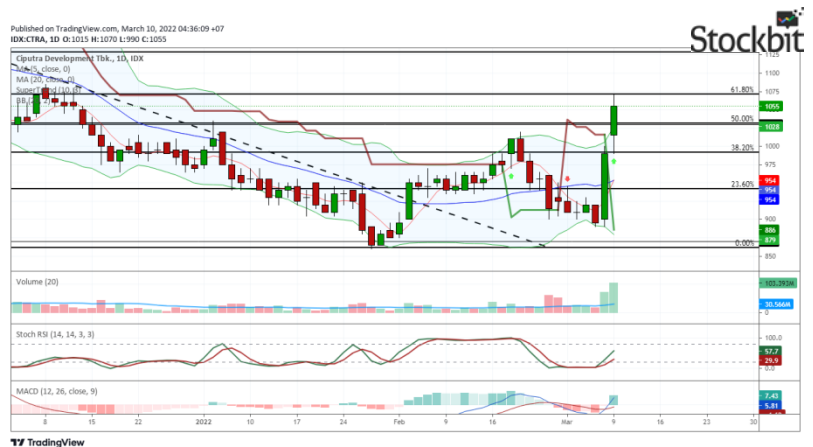 Published on TradingView.com, March 10, 2022 04:36:09 +07
IDX:CTRA, 1D O:1015 H:1070 L:990 C:1055
Stockbit
Ciputra Development Tbk., 1D, IDX
MA (5, close, 0)
MA (20, close, 0)
SuperTrend (10, 3)
1125
1100
61.80%
1075
1055
50.00%
1028
1000
38.20%
975
954
23.60%
954
954
900
886
0.00%
879
850
Volume (20)
103.393M
30.566M
0
Stoch RSI (14, 14, 3, 3)
100.0
57.7
29.9
0.0
MACD (12, 26, close, 9)
7.43
5.81
8 15 22 2022 10 17 24 Feb 9 16 Mar 9 16 23 30
TradingView